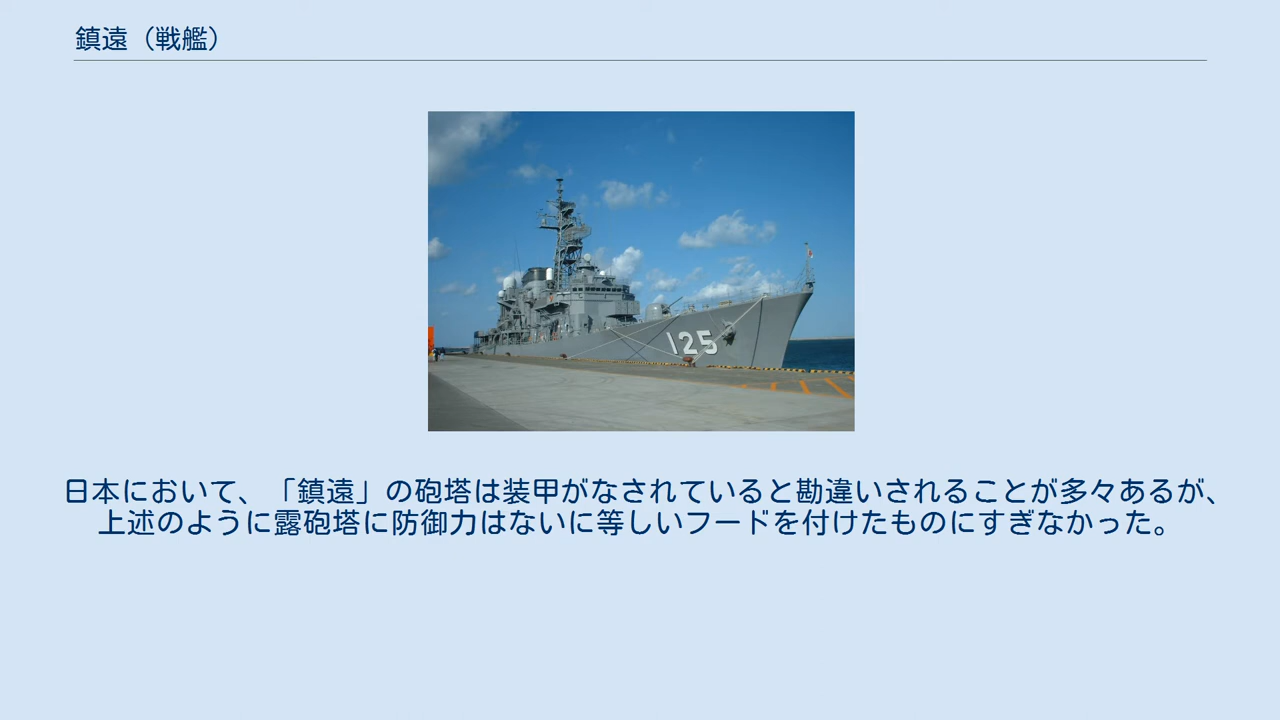 鎮遠（戦艦）
125
日本において、「鎮遠」の砲塔は装甲がなされていると勘違いされることが多々あるが、
上述のように露砲塔に防御力はないに等しいフードを付けたものにすぎなかった。